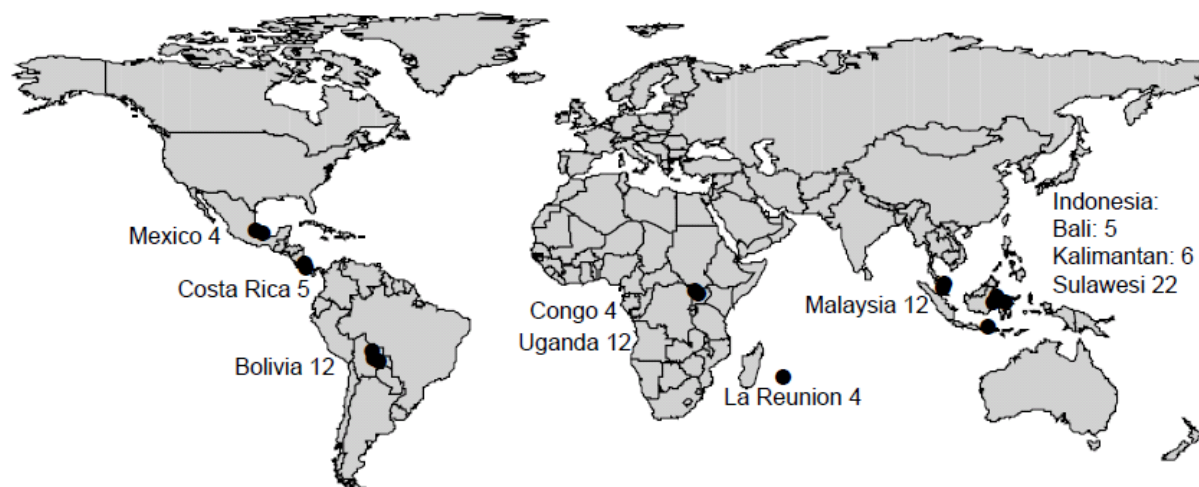 Mexico 4
Costa Rica 5
Bolivia 12
Congo 4
Uganda 12
La Reunion 4
Malaysia 12
Indonesia:
Bali: 5
Kalimantan: 6
Sulawesi 22